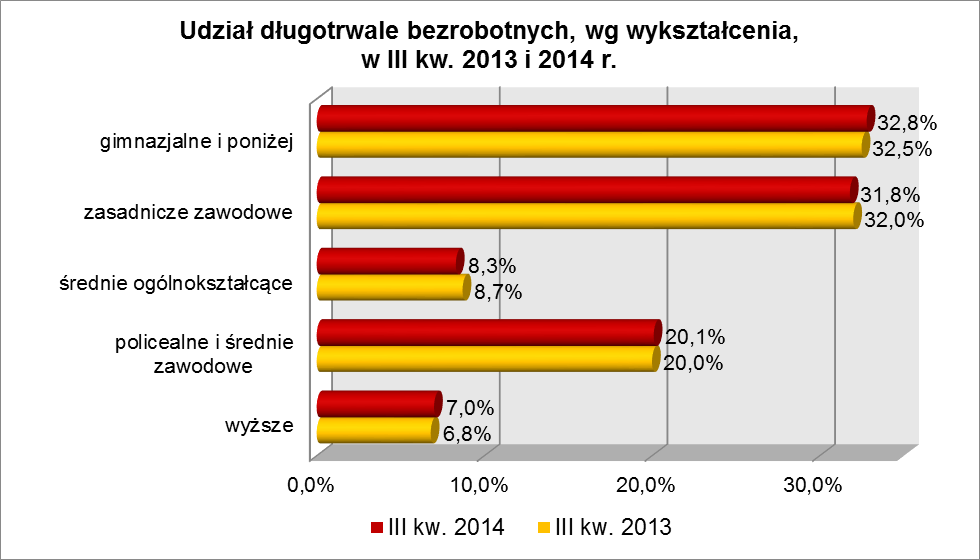 Udział długotrwale bezrobotnych, wg wykształcenia,
w III kw. 2013 i 2014 r.
gimnazjalne i poniżej
32,8%
32,5%
zasadnicze zawodowe
31,8%
32,0%
średnie ogólnokształcące
8,3%
8,7%
policealne i średnie
zawodowe
20,1%
20,0%
wyższe
7,0%
6,8%
0,0% 10,0% 20,0% 30,0%
III kw. 2014 III kw. 2013